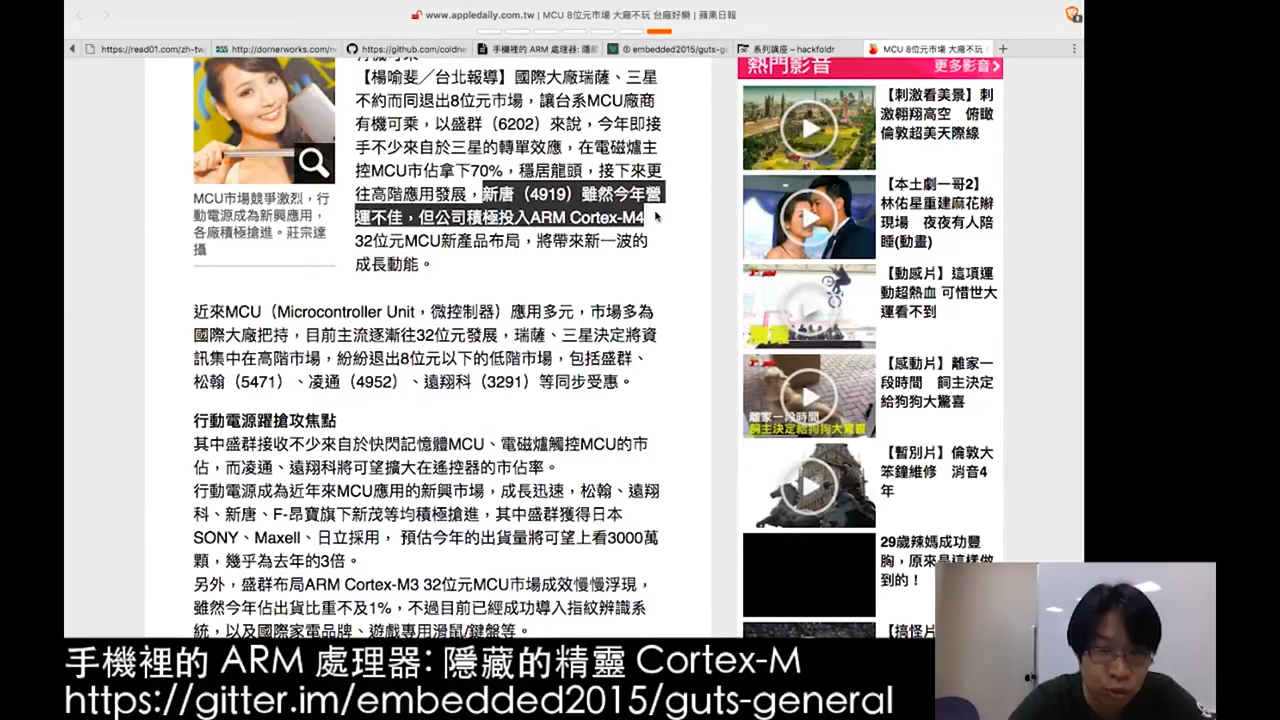 www.appledaily.com.tw | MCU 8位元市場 大廠不玩 台廠好樂 | 蘋果日報
https://read01.com/zh-tw
http://dornerworks.com/ne
https://github.com/coldne
手機裡的 ARM 處理器: 隱藏
embedded2015/guts-g
系列講座 – hackfoldr
MCU 8位元市場 大廠不玩
【楊喻斐／台北報導】國際大廠瑞薩、三星
不約而同退出8位元市場，讓台系MCU廠商
有機可乘，以盛群（6202）來說，今年即接
手不少來自於三星的轉單效應，在電磁爐主
控MCU市佔拿下70%，穩居龍頭，接下來更
往高階應用發展，新唐（4919）雖然今年營
運不佳，但公司積極投入ARM Cortex-M4
32位元MCU新產品布局，將帶來新一波的
成長動能。
MCU市場競爭激烈，行
動電源成為新興應用，
各廠積極搶進。莊宗達
攝
近來MCU（Microcontroller Unit，微控制器）應用多元，市場多為
國際大廠把持，目前主流逐漸往32位元發展，瑞薩、三星決定將資
訊集中在高階市場，紛紛退出8位元以下的低階市場，包括盛群、
松翰（5471）、凌通（4952）、遠翔科（3291）等同步受惠。
行動電源躍搶攻焦點
其中盛群接收不少來自於快閃記憶體MCU、電磁爐觸控MCU的市
佔，而凌通、遠翔科將可望擴大在遙控器的市佔率。
行動電源成為近年來MCU應用的新興市場，成長迅速，松翰、遠翔
科、新唐、F-昂寶旗下新茂等均積極搶進，其中盛群獲得日本
SONY、Maxell、日立採用， 預估今年的出貨量將可望上看3000萬
顆，幾乎為去年的3倍。
另外，盛群布局ARM Cortex-M3 32位元MCU市場成效慢慢浮現，
雖然今年佔出貨比重不及1%，不過目前已經成功導入指紋辨識系
統，以及國際家電品牌、遊戲專用滑鼠/鍵盤等。
熱門影音
更多影音
【刺激看美景】刺
激翱翔高空　俯瞰
倫敦超美天際線
【本土劇一哥2】
林佑星重建麻花辮
現場　夜夜有人陪
睡(動畫)
【動感片】這項運
動超熱血 可惜世大
運看不到
【感動片】離家一
段時間　飼主決定
給狗狗大驚喜
離家一段時間
飼主決定給狗狗大驚喜
【暫別片】倫敦大
笨鐘維修　消音4
年
29歲辣媽成功豐
胸，原來是這樣做
到的！
【搞怪片
手機裡的 ARM 處理器: 隱藏的精靈 Cortex-M
https://gitter.im/embedded2015/guts-general